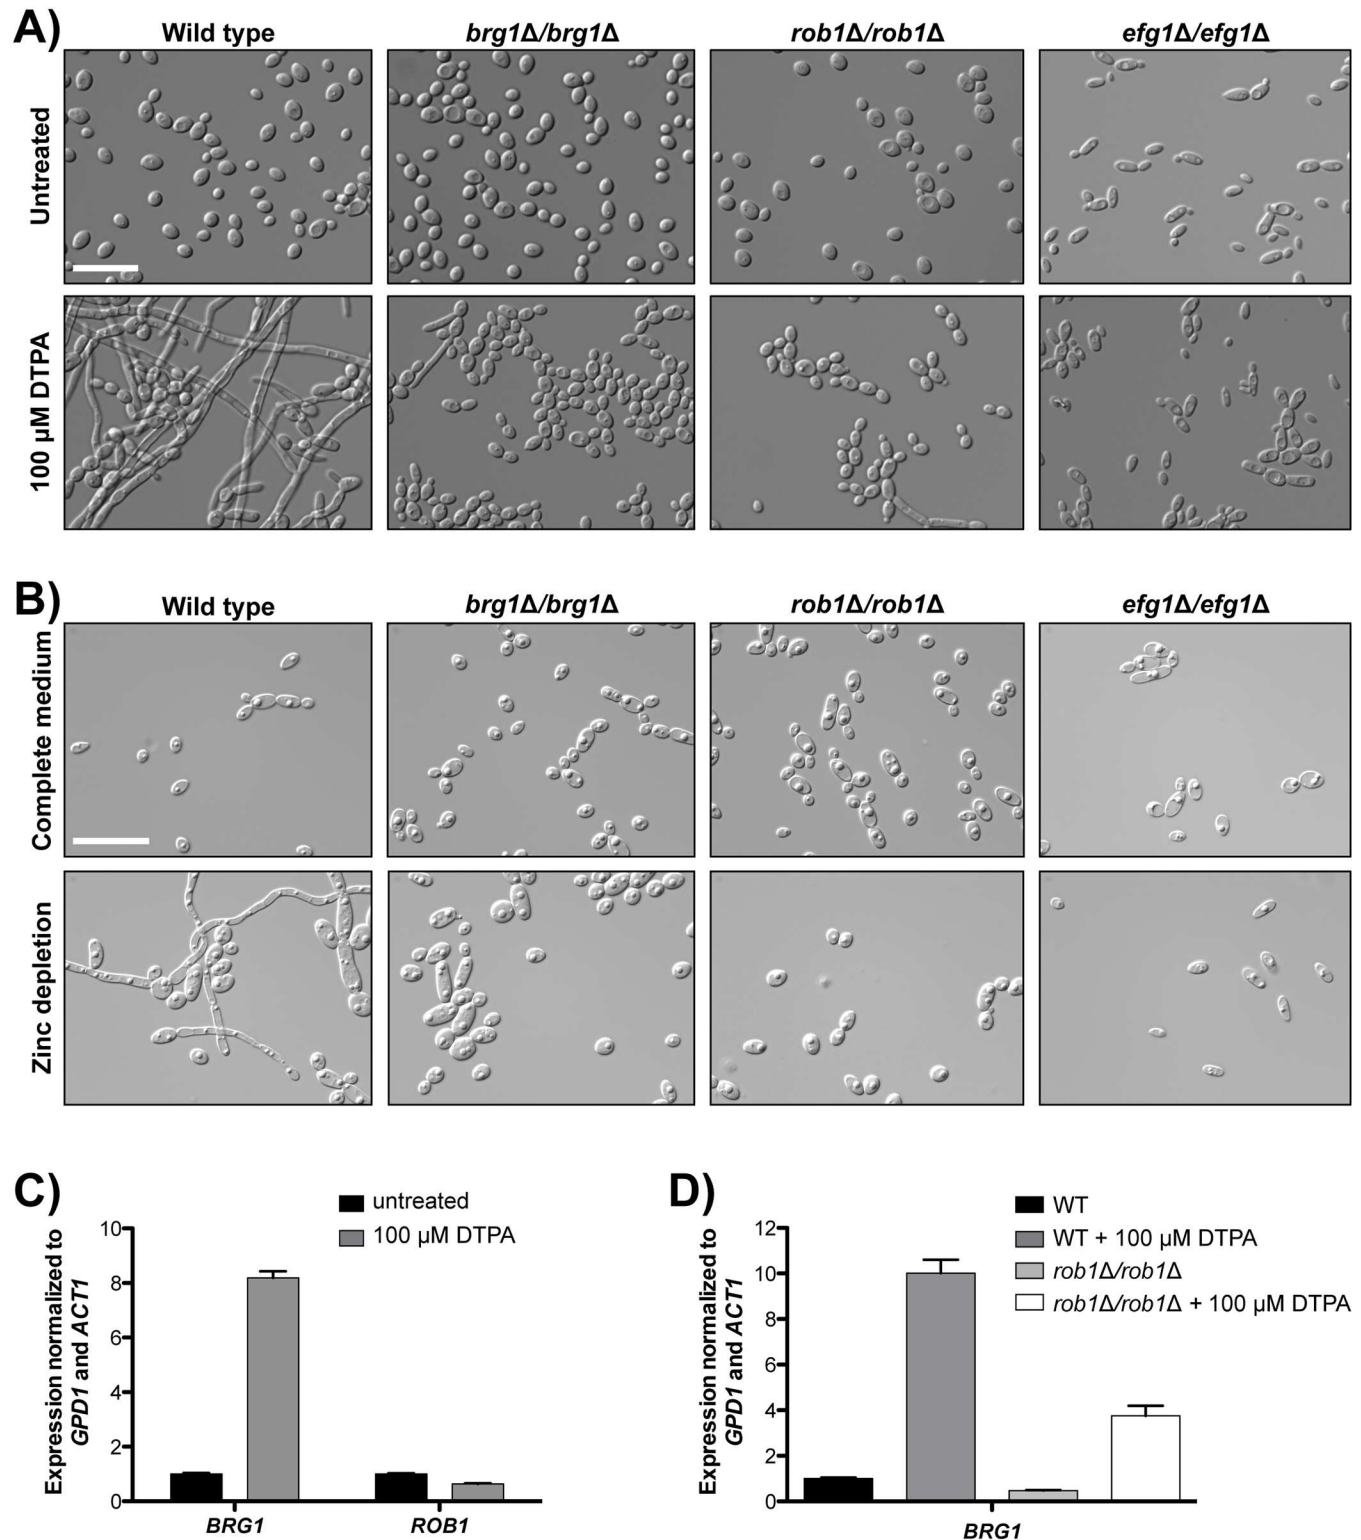 A)
Wild type brg1Δ/brg1Δ rob1Δ/rob1Δ efg1Δ/efg1Δ
Untreated
100 µM DTPA
B)
Wild type brg1Δ/brg1Δ rob1Δ/rob1Δ efg1Δ/efg1Δ
Complete medium
Zinc depletion
C)
untreated
100 µM DTPA
Expression normalized to
GPD1 and ACT1
10
8
6
4
2
0
BRG1 ROB1
D)
WT
WT + 100 µM DTPA
rob1Δ/rob1Δ
rob1Δ/rob1Δ + 100 µM DTPA
Expression normalized to
GPD1 and ACT1
12
10
8
6
4
2
0
BRG1